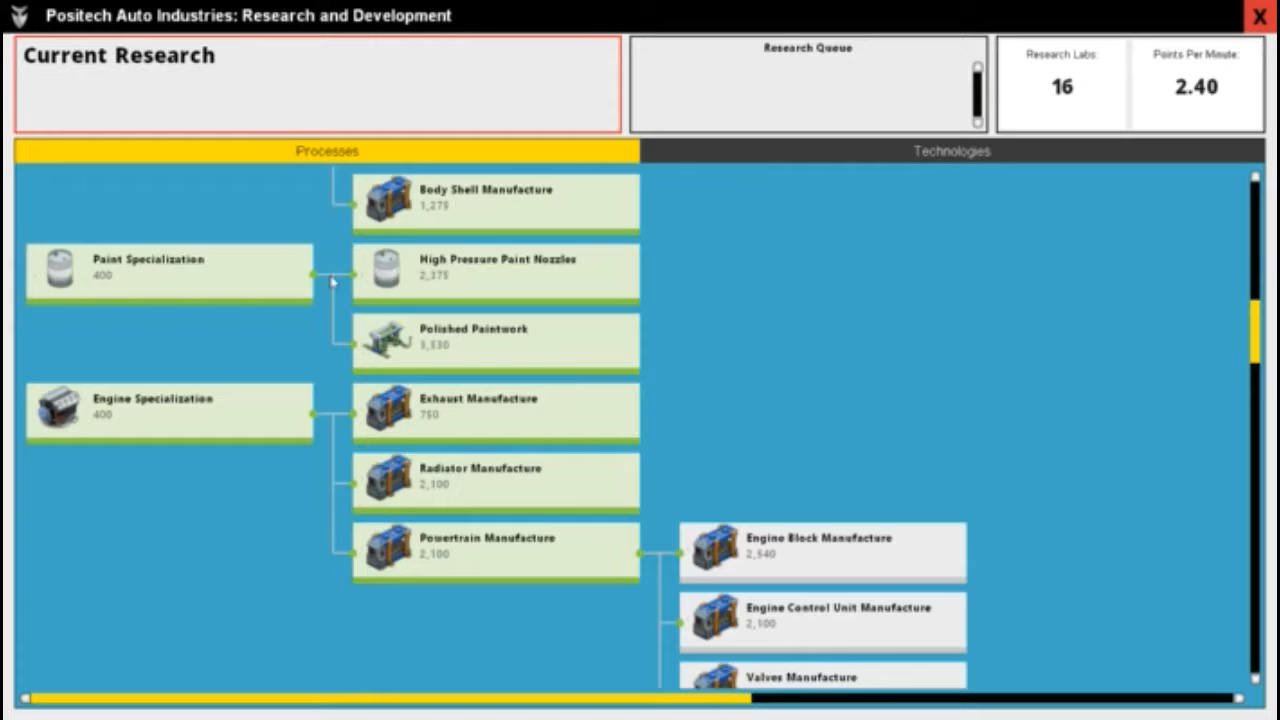 Positech Auto Industries: Research and Development
X
Current Research
Research Queue
Research Labs:
16
Points Per Minute:
2.40
Processes
Technologies
Body Shell Manufacture
1,275
Paint Specialization
400
High Pressure Paint Nozzles
2,375
Polished Paintwork
Engine Specialization
400
Exhaust Manufacture
750
Radiator Manufacture
2,100
Powertrain Manufacture
2,100
Engine Block Manufacture
2,540
Engine Control Unit Manufacture
2,100
Valves Manufacture